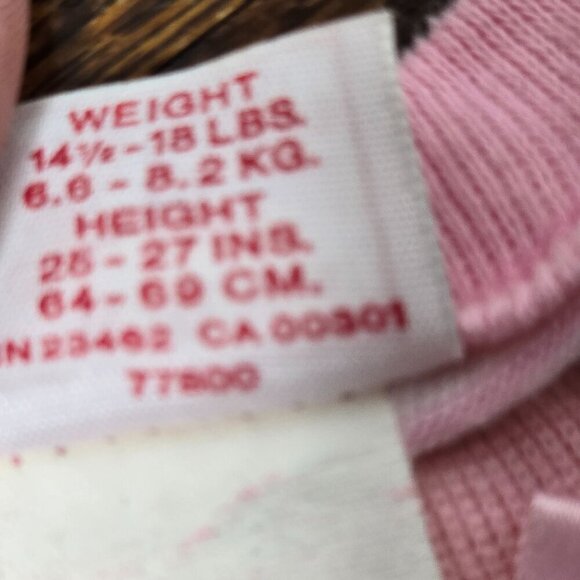 WEIGHT
14½-18 LBS.
6.6 - 8.2 KG.
HEIGHT
25 - 27 INS.
64 - 69 CM.
N 23462 CA 00301
77800